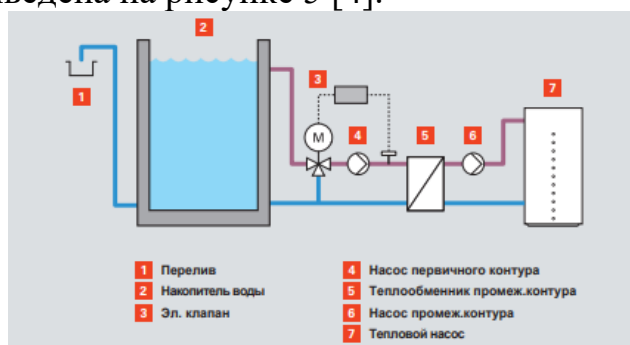 ведена на рисунке 3 [4].
2
1
3
M
4
5
6
7
1 Перелив
2 Накопитель воды
3 Эл. клапан
4 Насос первичного контура
5 Теплообменник промеж.контура
6 Насос промеж.контура
7 Тепловой насос